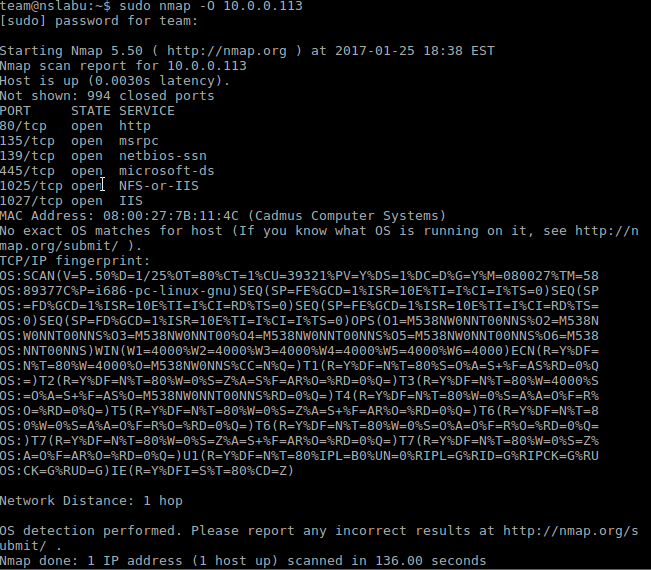 team@nslabu:~$ sudo nmap -O 10.0.0.113
[sudo] password for team:
Starting Nmap 5.50 ( http://nmap.org ) at 2017-01-25 18:38 EST
Nmap scan report for 10.0.0.113
Host is up (0.0030s latency).
Not shown: 994 closed ports
PORT     STATE SERVICE
80/tcp   open  http
135/tcp  open  msrpc
139/tcp  open  netbios-ssn
445/tcp  open  microsoft-ds
1025/tcp open  NFS-or-IIS
1027/tcp open  IIS
MAC Address: 08:00:27:7B:11:4C (Cadmus Computer Systems)
No exact OS matches for host (If you know what OS is running on it, see http://n
map.org/submit/ ).
TCP/IP fingerprint:
OS:SCAN(V=5.50%D=1/25%OT=80%CT=1%CU=39321%PV=Y%DS=1%DC=D%G=Y%M=080027%TM=58
OS:89377C%P=i686-pc-linux-gnu)SEQ(SP=FE%GCD=1%ISR=10E%TI=I%CI=I%TS=0)SEQ(SP
OS:=FD%GCD=1%ISR=10E%TI=I%CI=RD%TS=0)SEQ(SP=FE%GCD=1%ISR=10E%TI=I%CI=RD%TS=
OS:0)SEQ(SP=FD%GCD=1%ISR=10E%TI=I%CI=I%TS=0)OPS(O1=M538NW0NNT00NNS%O2=M538N
OS:W0NNT00NNS%O3=M538NW0NNT00%O4=M538NW0NNT00NNS%O5=M538NW0NNT00NNS%O6=M538
OS:NNT00NNS)WIN(W1=4000%W2=4000%W3=4000%W4=4000%W5=4000%W6=4000)ECN(R=Y%DF=
OS:N%T=80%W=4000%O=M538NW0NNS%CC=N%Q=)T1(R=Y%DF=N%T=80%S=O%A=S+%F=AS%RD=0%Q
OS:=)T2(R=Y%DF=N%T=80%W=0%S=Z%A=S%F=AR%O=%RD=0%Q=)T3(R=Y%DF=N%T=80%W=4000%S
OS:=O%A=S+%F=AS%O=M538NW0NNT00NNS%RD=0%Q=)T4(R=Y%DF=N%T=80%W=0%S=A%A=O%F=R%
OS:O=%RD=0%Q=)T5(R=Y%DF=N%T=80%W=0%S=Z%A=S+%F=AR%O=%RD=0%Q=)T6(R=Y%DF=N%T=8
OS:0%W=0%S=A%A=O%F=R%O=%RD=0%Q=)T6(R=Y%DF=N%T=80%W=0%S=O%A=O%F=R%O=%RD=0%Q=
OS:)T7(R=Y%DF=N%T=80%W=0%S=Z%A=S+%F=AR%O=%RD=0%Q=)T7(R=Y%DF=N%T=80%W=0%S=Z%
OS:A=O%F=AR%O=%RD=0%Q=)U1(R=Y%DF=N%T=80%IPL=B0%UN=0%RIPL=G%RID=G%RIPCK=G%RU
OS:CK=G%RUD=G)IE(R=Y%DFI=S%T=80%CD=Z)
Network Distance: 1 hop
OS detection performed. Please report any incorrect results at http://nmap.org/s
ubmit/ .
Nmap done: 1 IP address (1 host up) scanned in 136.00 seconds